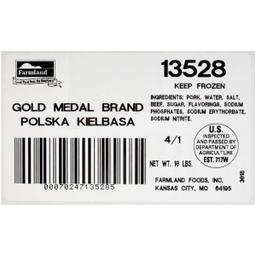 Farmland
13528
KEEP FROZEN
INGREDIENTS: PORK, WATER, SALT,
BEEF, SUGAR, FLAVORINGS, SODIUM
PHOSPHATES, SODIUM ERYTHORBATE,
SODIUM NITRITE.
GOLD MEDAL BRAND
POLSKA KIELBASA
4/1
U.S.
INSPECTED
AND PASSED BY
DEPARTMENT OF
AGRICULTURE
EST. 717W
NET WT. 10 LBS.
00070247135285
FARMLAND FOODS, INC.
KANSAS CITY, MO 64195